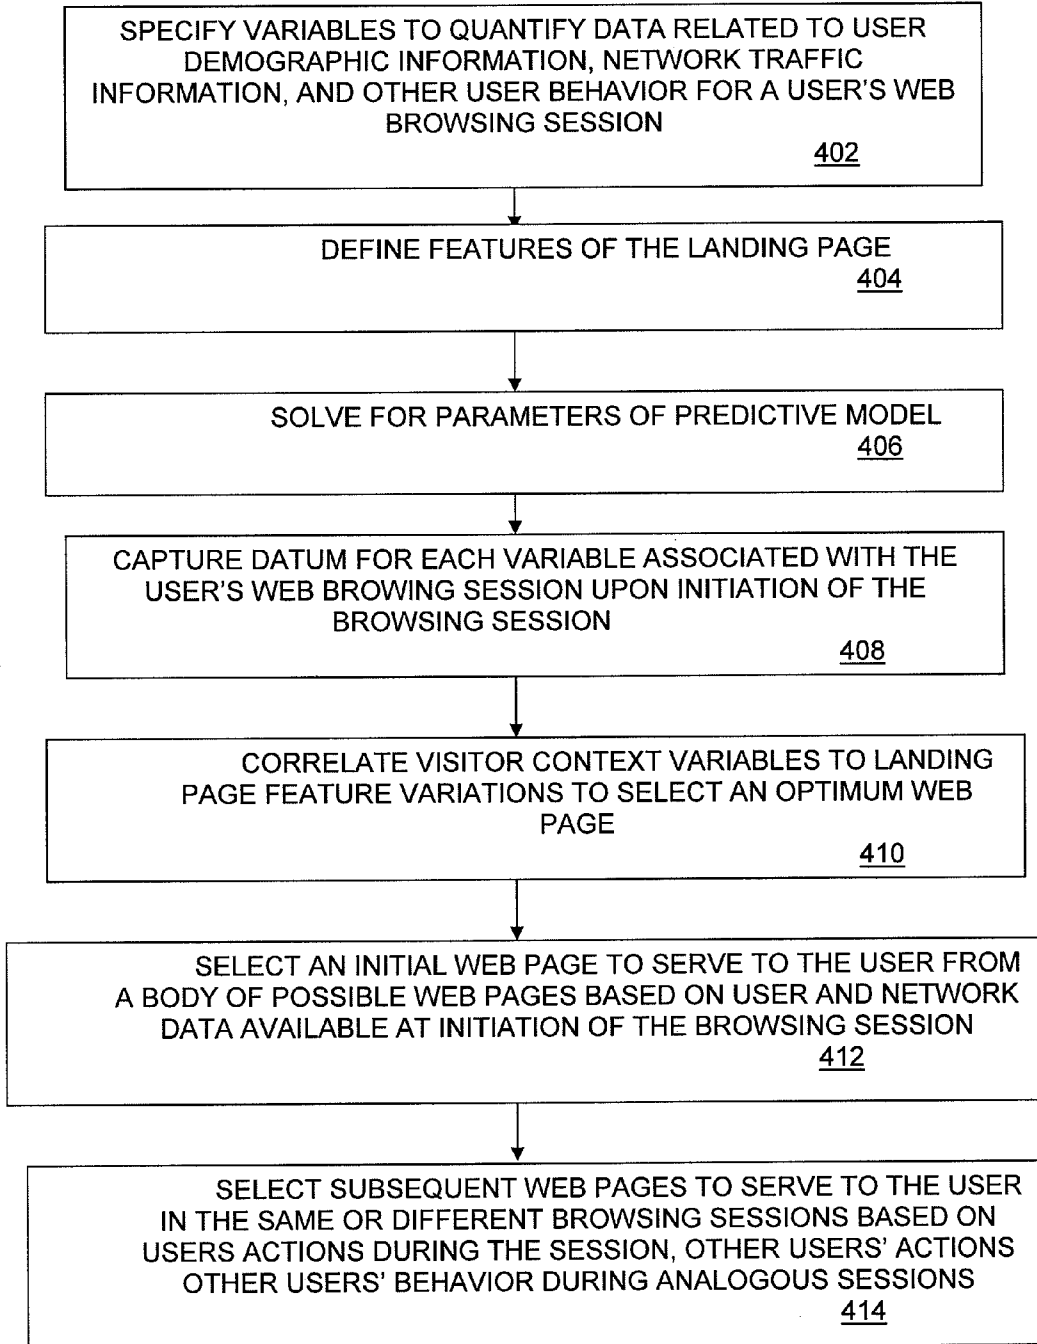 SPECIFY VARIABLES TO QUANTIFY DATA RELATED TO USER
DEMOGRAPHIC INFORMATION, NETWORK TRAFFIC
INFORMATION, AND OTHER USER BEHAVIOR FOR A USER'S WEB
BROWSING SESSION
402
DEFINE FEATURES OF THE LANDING PAGE
404
SOLVE FOR PARAMETERS OF PREDICTIVE MODEL
406
CAPTURE DATUM FOR EACH VARIABLE ASSOCIATED WITH THE
USER'S WEB BROWING SESSION UPON INITIATION OF THE
BROWSING SESSION
408
CORRELATE VISITOR CONTEXT VARIABLES TO LANDING
PAGE FEATURE VARIATIONS TO SELECT AN OPTIMUM WEB
PAGE
410
SELECT AN INITIAL WEB PAGE TO SERVE TO THE USER FROM
A BODY OF POSSIBLE WEB PAGES BASED ON USER AND NETWORK
DATA AVAILABLE AT INITIATION OF THE BROWSING SESSION
412
SELECT SUBSEQUENT WEB PAGES TO SERVE TO THE USER
IN THE SAME OR DIFFERENT BROWSING SESSIONS BASED ON
USERS ACTIONS DURING THE SESSION, OTHER USERS' ACTIONS
OTHER USERS' BEHAVIOR DURING ANALOGOUS SESSIONS
414